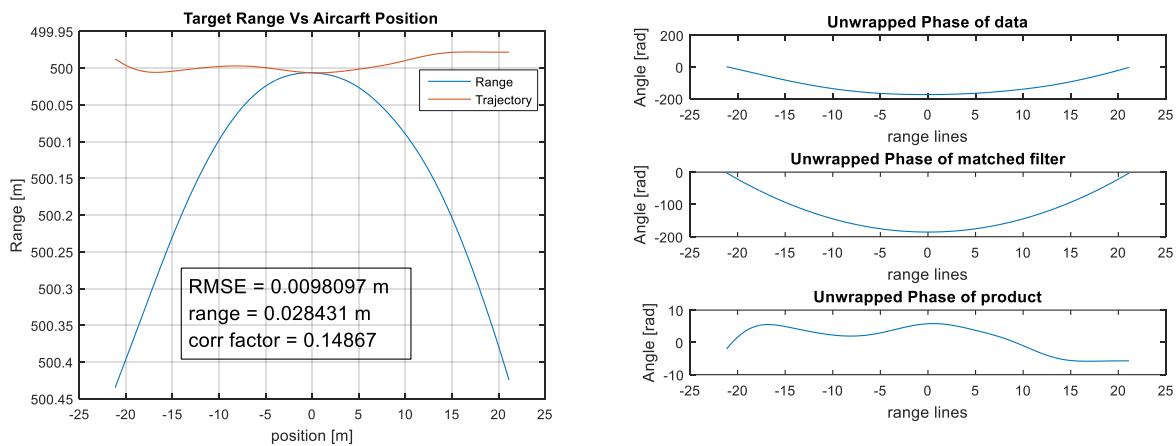 Target Range Vs Aircarft Position
499.95
500
500.05
500.1
500.15
500.2
500.25
500.3
500.35
500.4
500.45
Range [m]
Range
Trajectory
RMSE = 0.0098097 m
range = 0.028431 m
corr factor = 0.14867
-25 -20 -15 -10 -5 0 5 10 15 20 25
position [m]
Unwrapped Phase of data
200
0
-200
Angle [rad]
-25 -20 -15 -10 -5 0 5 10 15 20 25
range lines
Unwrapped Phase of matched filter
0
-100
-200
Angle [rad]
-25 -20 -15 -10 -5 0 5 10 15 20 25
range lines
Unwrapped Phase of product
10
0
-10
Angle [rad]
-25 -20 -15 -10 -5 0 5 10 15 20 25
range lines